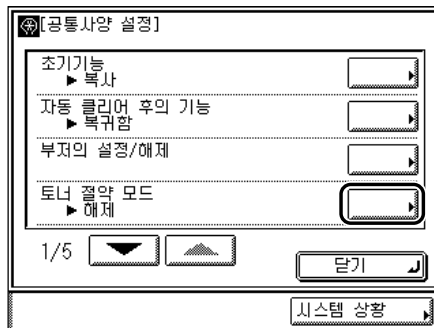 [공통사양 설정]
초기기능
▶ 복사
자동 클리어 후의 기능
▶ 복귀함
부저의 설정/해제
토너 절약 모드
▶ 해제
1/5
닫기
시스템 상황